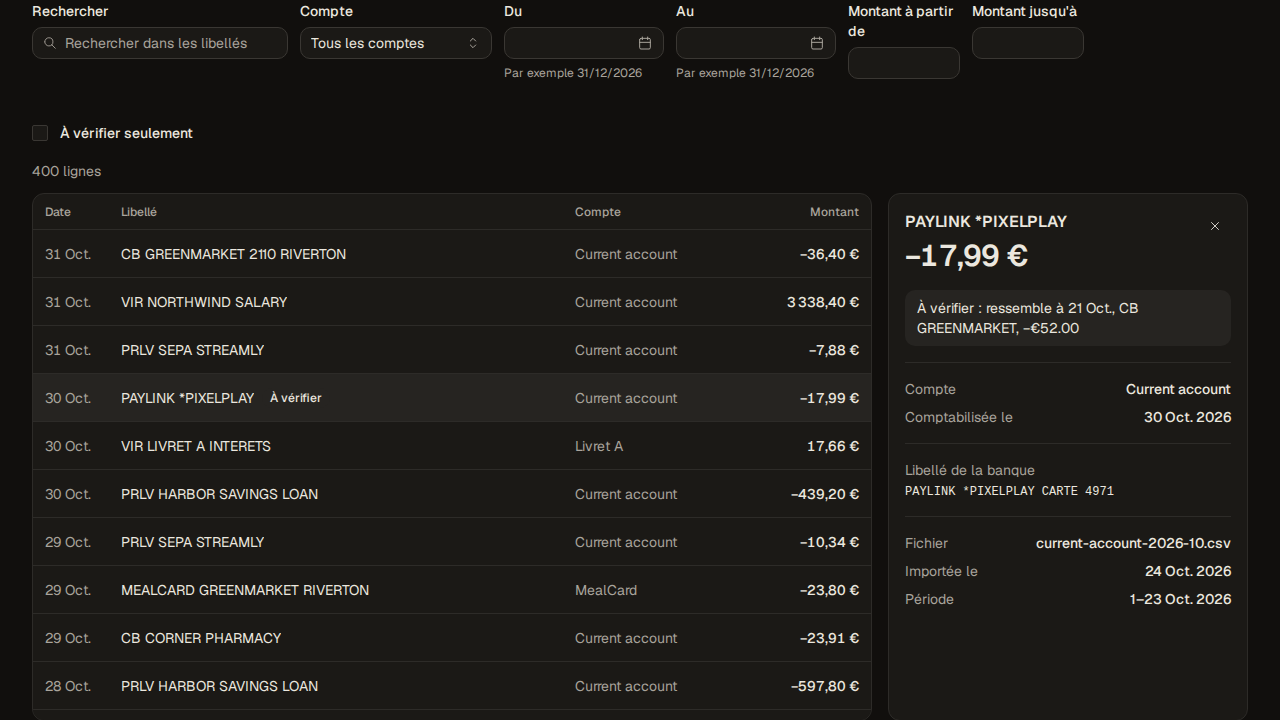 Rechercher
Compte
Du
Au
Montant à partir de
Montant jusqu'à
Rechercher dans les libellés
Tous les comptes
Par exemple 31/12/2026
Par exemple 31/12/2026
À vérifier seulement
400 lignes
Date Libellé Compte Montant
31 Oct. CB GREENMARKET 2110 RIVERTON Current account −36,40 €
31 Oct. VIR NORTHWIND SALARY Current account 3 338,40 €
31 Oct. PRLV SEPA STREAMLY Current account −7,88 €
30 Oct. PAYLINK *PIXELPLAY À vérifier Current account −17,99 €
30 Oct. VIR LIVRET A INTERETS Livret A 17,66 €
30 Oct. PRLV HARBOR SAVINGS LOAN Current account −439,20 €
29 Oct. PRLV SEPA STREAMLY Current account −10,34 €
29 Oct. MEALCARD GREENMARKET RIVERTON MealCard −23,80 €
29 Oct. CB CORNER PHARMACY Current account −23,91 €
28 Oct. PRLV HARBOR SAVINGS LOAN Current account −597,80 €
PAYLINK *PIXELPLAY
−17,99 €
À vérifier : ressemble à 21 Oct., CB
GREENMARKET, −€52.00
Compte Current account
Comptabilisée le 30 Oct. 2026
Libellé de la banque
PAYLINK *PIXELPLAY CARTE 4971
Fichier current-account-2026-10.csv
Importée le 24 Oct. 2026
Période 1–23 Oct. 2026